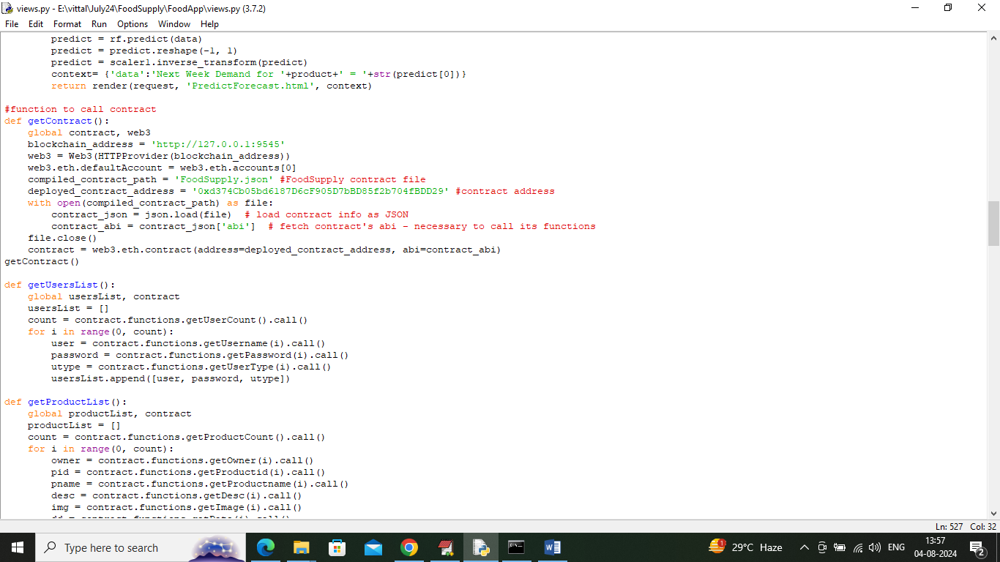 views.py - E:\vittal\July24\FoodSupply\FoodApp\views.py (3.7.2)
File Edit Format Run Options Window Help
        predict = rf.predict(data)
        predict = predict.reshape(-1, 1)
        predict = scaler1.inverse_transform(predict)
        context= {'data':'Next Week Demand for '+product+' = '+str(predict[0])}
        return render(request, 'PredictForecast.html', context)

#function to call contract
def getContract():
    global contract, web3
    blockchain_address = 'http://127.0.0.1:9545'
    web3 = Web3(HTTPProvider(blockchain_address))
    web3.eth.defaultAccount = web3.eth.accounts[0]
    compiled_contract_path = 'FoodSupply.json' #FoodSupply contract file
    deployed_contract_address = '0xd374Cb05bd6187D6cF905D7bBD85f2b704fBDD29' #contract address
    with open(compiled_contract_path) as file:
        contract_json = json.load(file)  # load contract info as JSON
        contract_abi = contract_json['abi']  # fetch contract's abi - necessary to call its functions
    file.close()
    contract = web3.eth.contract(address=deployed_contract_address, abi=contract_abi)
getContract()

def getUsersList():
    global usersList, contract
    usersList = []
    count = contract.functions.getUserCount().call()
    for i in range(0, count):
        user = contract.functions.getUsername(i).call()
        password = contract.functions.getPassword(i).call()
        utype = contract.functions.getUserType(i).call()
        usersList.append([user, password, utype])

def getProductList():
    global productList, contract
    productList = []
    count = contract.functions.getProductCount().call()
    for i in range(0, count):
        owner = contract.functions.getOwner(i).call()
        pid = contract.functions.getProductid(i).call()
        pname = contract.functions.getProductname(i).call()
        desc = contract.functions.getDesc(i).call()
        img = contract.functions.getImage(i).call()
Ln: 527 Col: 32
Type here to search
1
29°C Haze
ENG
13:57
04-08-2024
2